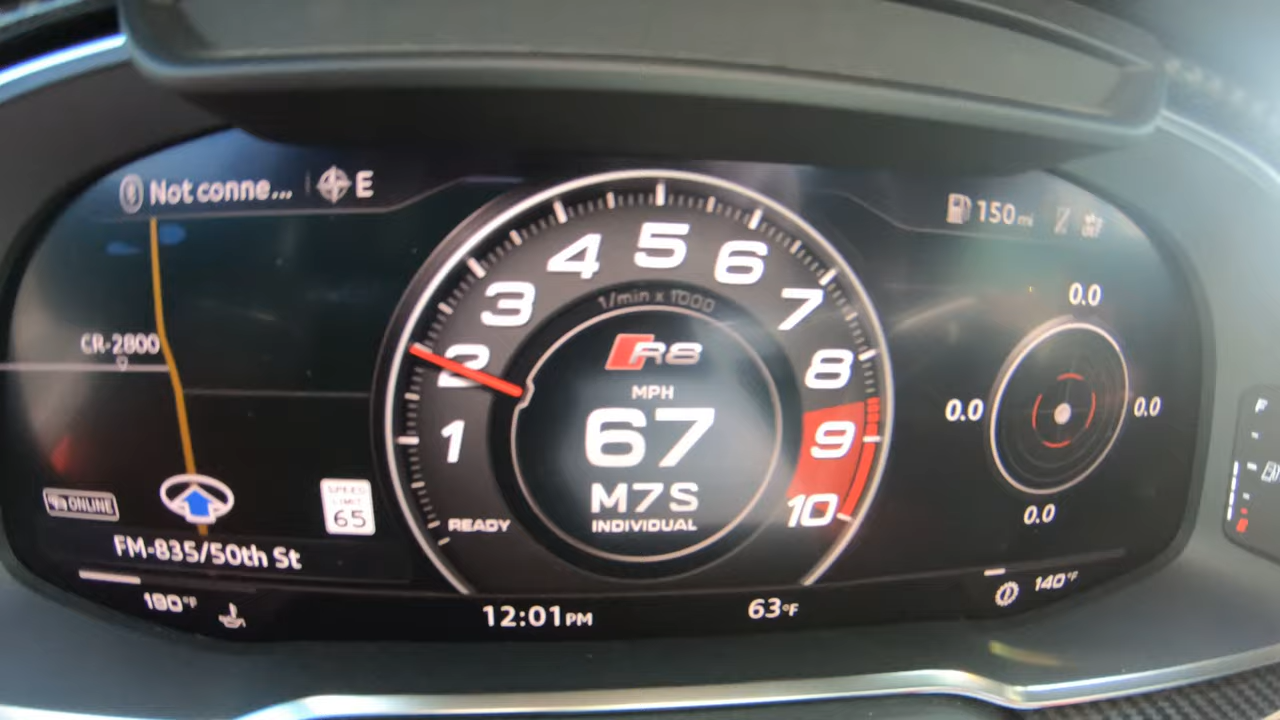 Not conne... E
150 mi
CR-2800
ONLINE
SPEED
LIMIT
65
FM-835/50th St
190°F
1 2 3 4 5 6 7 8 9 10
1/min x 1000
R8
MPH
67
M7S
INDIVIDUAL
READY
12:01PM
63°F
0.0
0.0
0.0
0.0
140°F
F